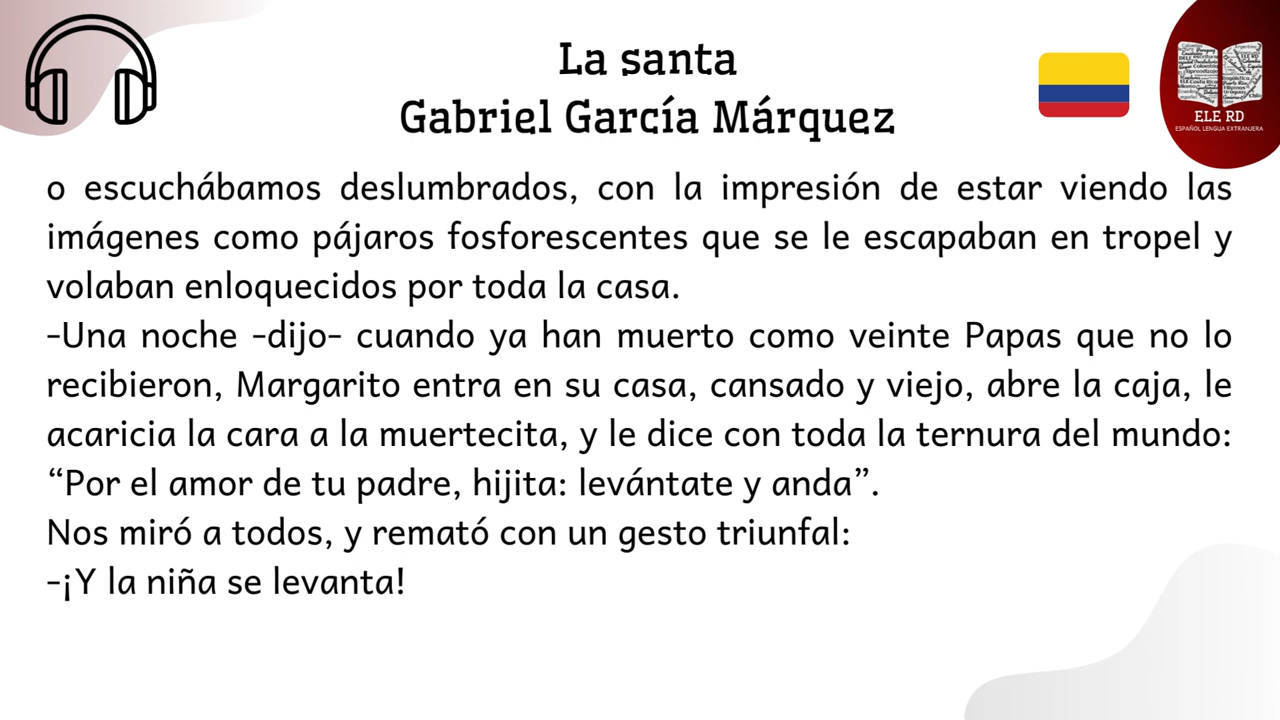 La santa
Gabriel García Márquez
ELE RD
ESPAÑOL LENGUA EXTRANJERA
o escuchábamos deslumbrados, con la impresión de estar viendo las
imágenes como pájaros fosforescentes que se le escapaban en tropel y
volaban enloquecidos por toda la casa.
-Una noche -dijo- cuando ya han muerto como veinte Papas que no lo
recibieron, Margarito entra en su casa, cansado y viejo, abre la caja, le
acaricia la cara a la muertecita, y le dice con toda la ternura del mundo:
“Por el amor de tu padre, hijita: levántate y anda”.
Nos miró a todos, y remató con un gesto triunfal:
-¡Y la niña se levanta!